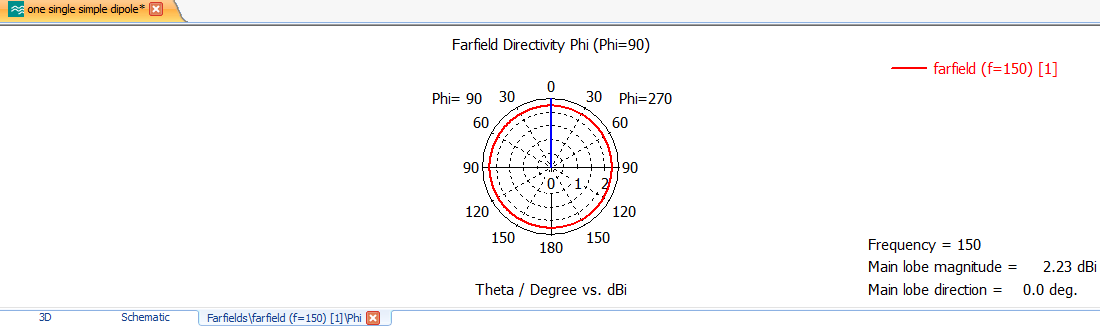 one single simple dipole*
Farfield Directivity Phi (Phi=90)
farfield (f=150) [1]
0
Phi= 90 30 30 Phi=270
60 60
90 90
0 1 2
120 120
150 150
180
Frequency = 150
Main lobe magnitude = 2.23 dBi
Main lobe direction = 0.0 deg.
Theta / Degree vs. dBi
3D Schematic Farfields\farfield (f=150) [1]\Phi